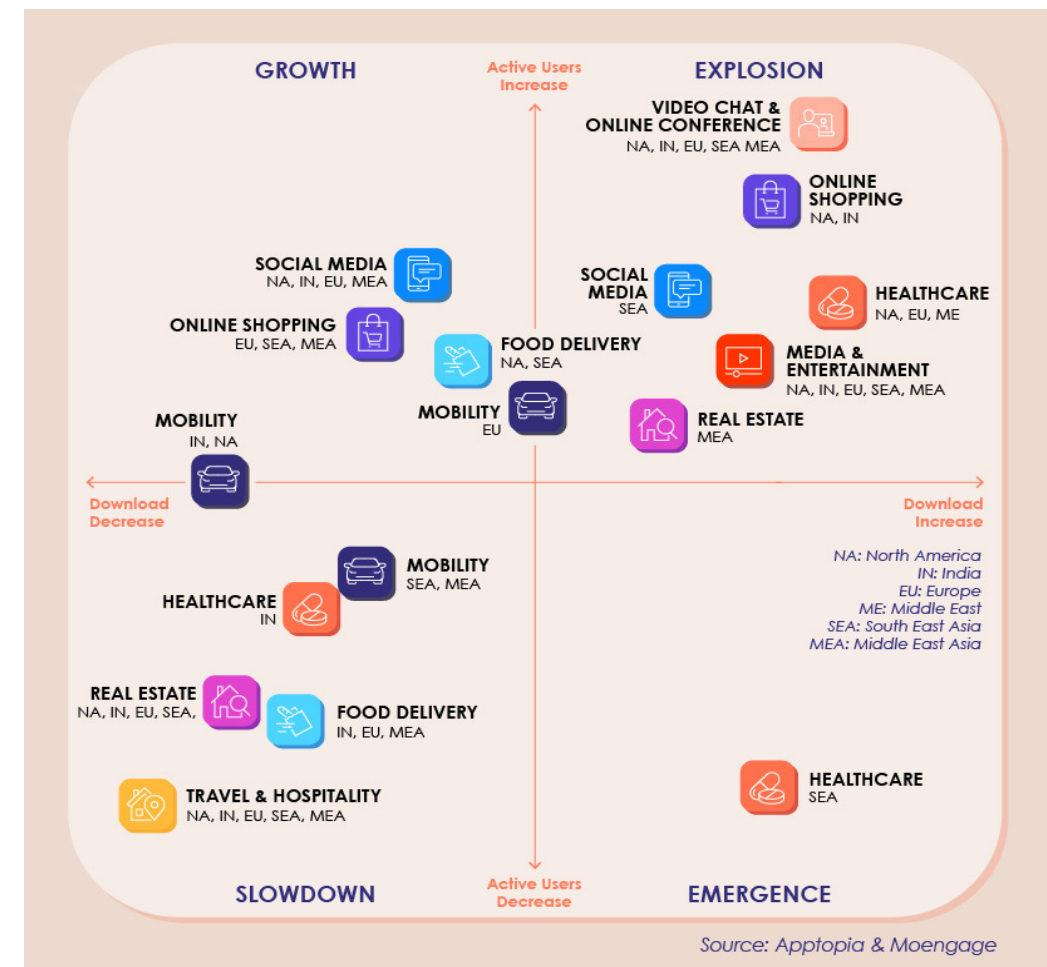 GROWTH
Active Users
Increase
EXPLOSION
VIDEO CHAT &
ONLINE CONFERENCE
NA, IN, EU, SEA MEA
ONLINE
SHOPPING
NA, IN
SOCIAL MEDIA
NA, IN, EU, MEA
SOCIAL
MEDIA
SEA
HEALTHCARE
NA, EU, ME
ONLINE SHOPPING
EU, SEA, MEA
FOOD DELIVERY
NA, SEA
MEDIA &
ENTERTAINMENT
NA, IN, EU, SEA, MEA
MOBILITY
EU
REAL ESTATE
MEA
MOBILITY
IN, NA
Download
Decrease
Download
Increase
NA: North America
IN: India
EU: Europe
ME: Middle East
SEA: South East Asia
MEA: Middle East Asia
MOBILITY
SEA, MEA
HEALTHCARE
IN
REAL ESTATE
NA, IN, EU, SEA,
FOOD DELIVERY
IN, EU, MEA
TRAVEL & HOSPITALITY
NA, IN, EU, SEA, MEA
HEALTHCARE
SEA
SLOWDOWN
Active Users
Decrease
EMERGENCE
Source: Apptopia & Moengage